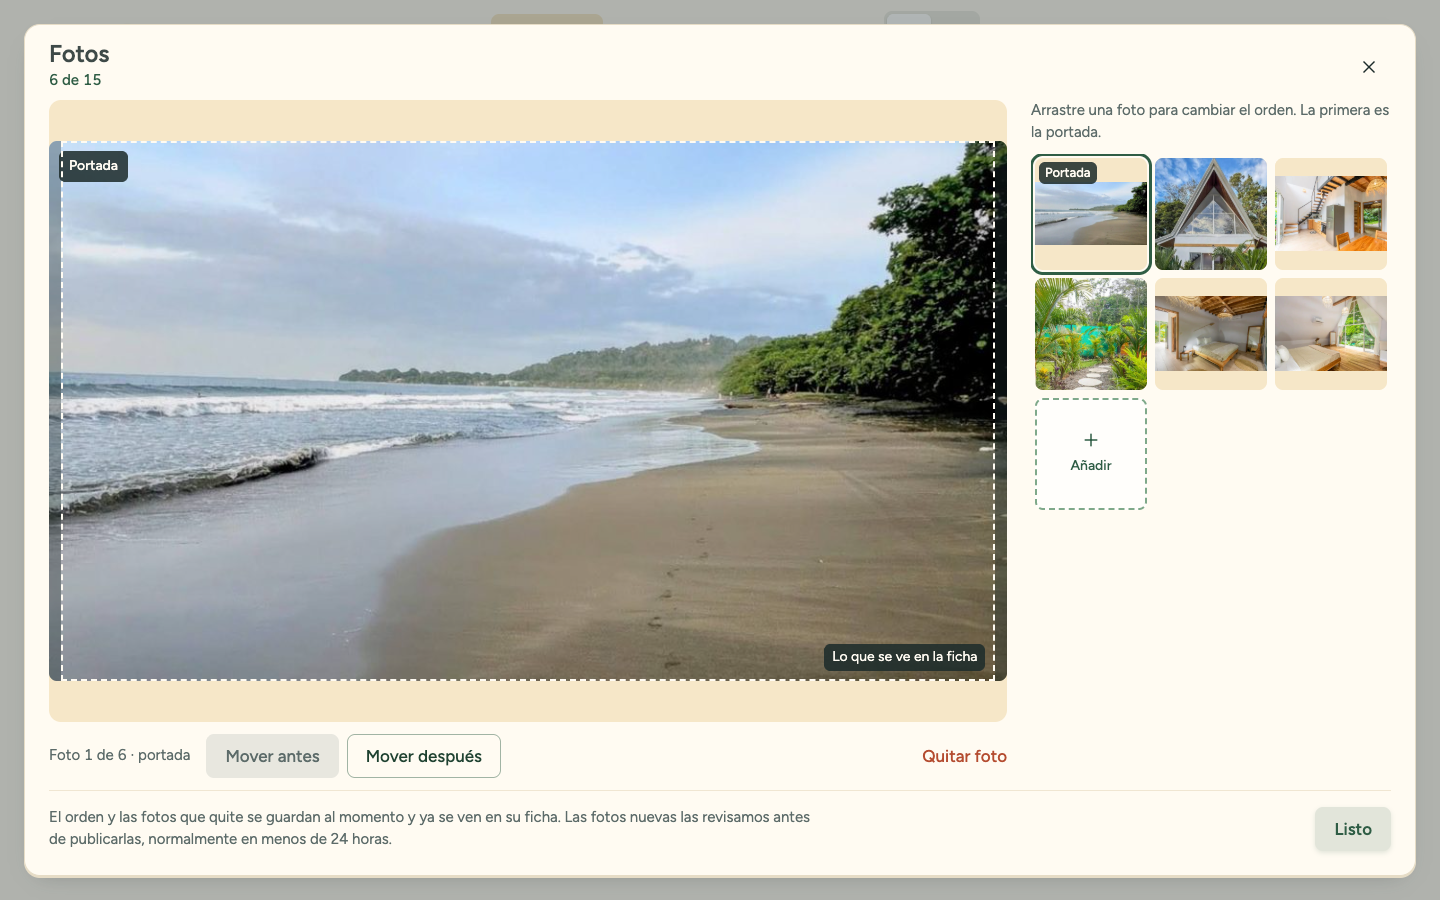 Fotos
6 de 15
Portada
Lo que se ve en la ficha
Foto 1 de 6 · portada
Mover antes
Mover después
Quitar foto
Arrastre una foto para cambiar el orden. La primera es
la portada.
Portada
Añadir
El orden y las fotos que quite se guardan al momento y ya se ven en su ficha. Las fotos nuevas las revisamos antes
de publicarlas, normalmente en menos de 24 horas.
Listo